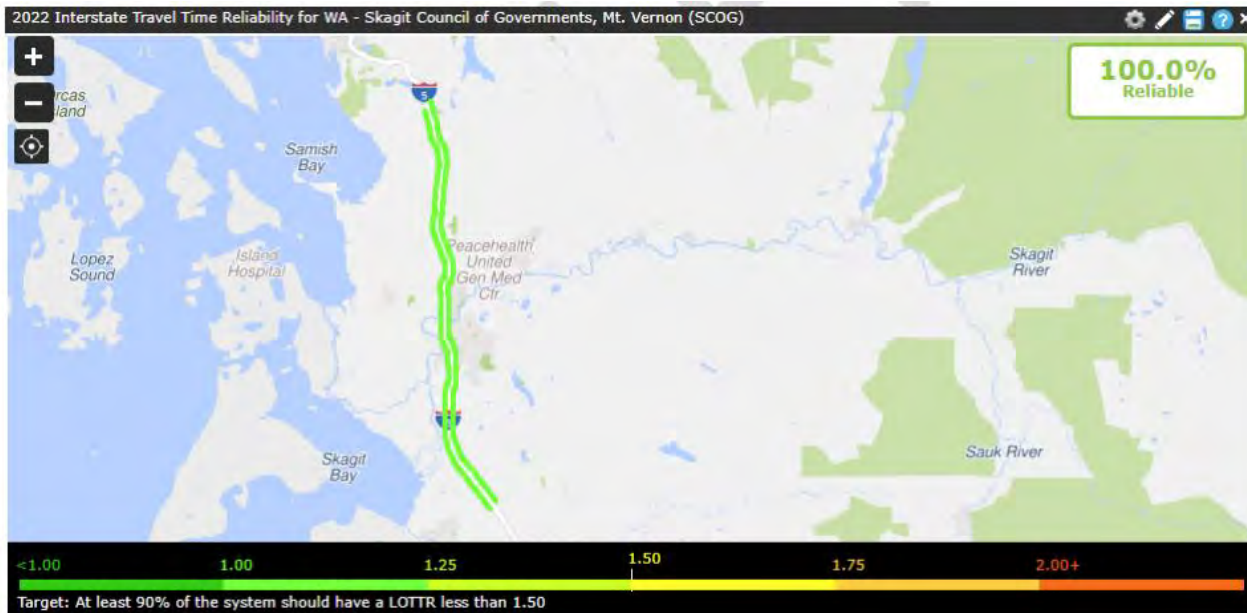 2022 Interstate Travel Time Reliability for WA - Skagit Council of Governments, Mt. Vernon (SCOG)
+
100.0%
Reliable
−
5
Samish
Bay
Lopez
Sound
Island
Hospital
Peacehealth
United
Gen Med
Ctr
Skagit
River
Skagit
Bay
Sauk River
<1.00 1.00 1.25 1.50 1.75 2.00+
Target: At least 90% of the system should have a LOTTR less than 1.50